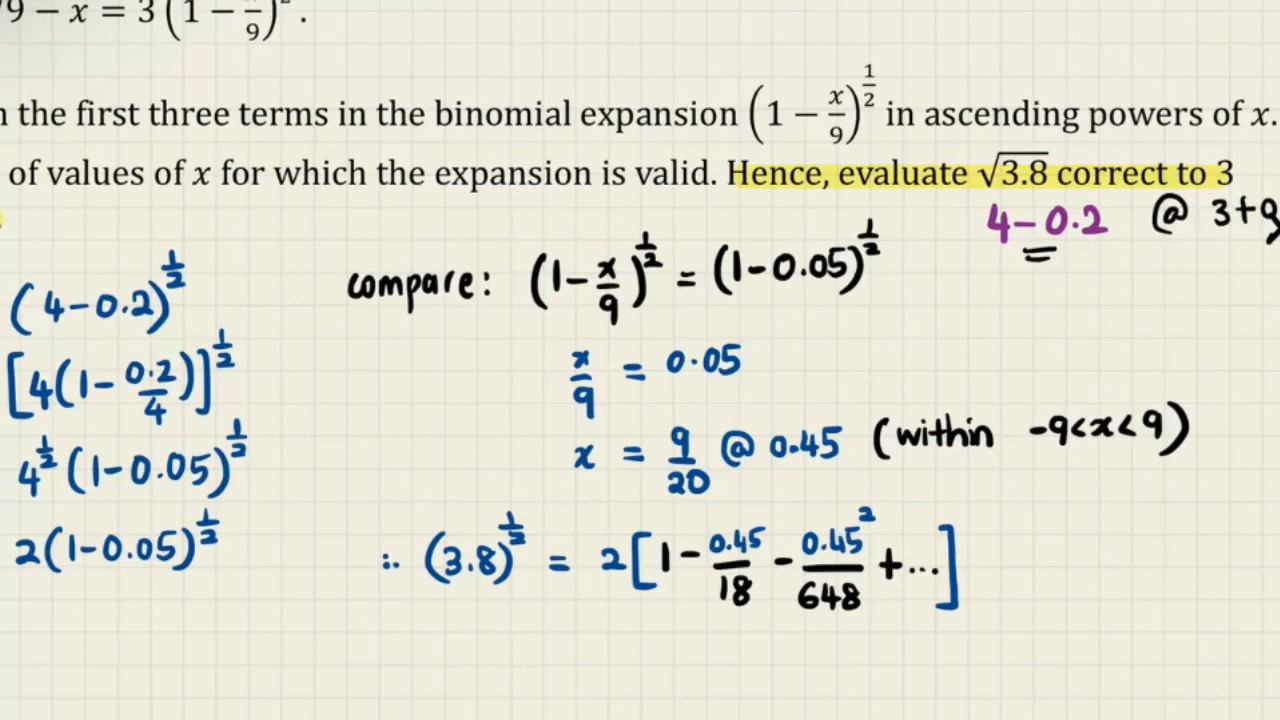 √9 − x = 3(1 − x/9)^1/2.
the first three terms in the binomial expansion (1 − x/9)^1/2 in ascending powers of x.
of values of x for which the expansion is valid. Hence, evaluate √3.8 correct to 3
4-0.2 @ 3+
(4-0.2)^1/2
[4(1-0.2/4)]^1/2
4^1/2(1-0.05)^1/2
2(1-0.05)^1/2
compare: (1-x/9)^1/2 = (1-0.05)^1/2
x/9 = 0.05
x = 9/20 @ 0.45 (within -9<x<9)
∴ (3.8)^1/2 = 2[1-0.45/18-0.45^2/648+...]